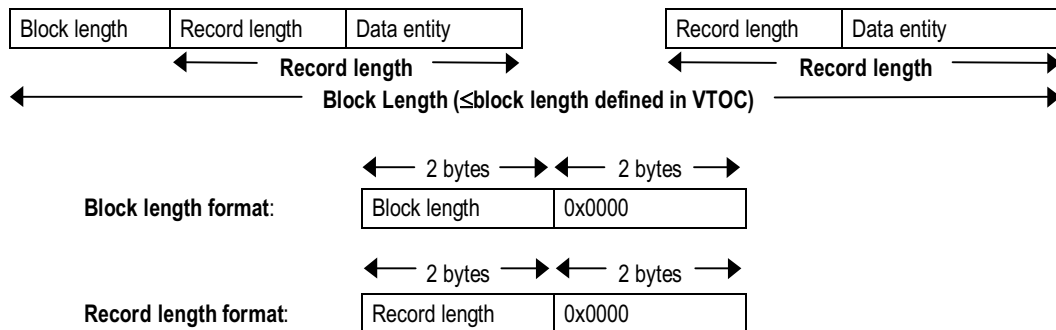 Block length Record length Data entity Record length Data entity
Record length Record length
Block Length (≤block length defined in VTOC)
2 bytes 2 bytes
Block length format: Block length 0x0000
2 bytes 2 bytes
Record length format: Record length 0x0000